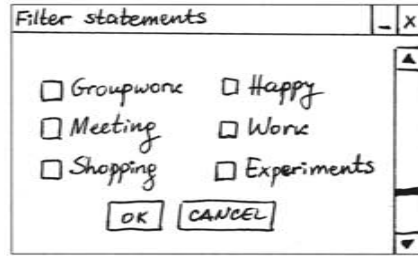 Filter statements
Groupwork Happy
Meeting Work
Shopping Experiments
OK CANCEL